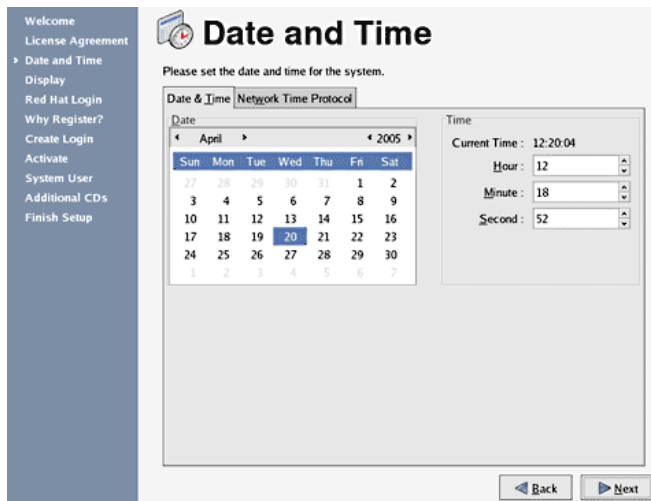 Welcome
License Agreement
Date and Time
Display
Red Hat Login
Why Register?
Create Login
Activate
System User
Additional CDs
Finish Setup
Date and Time
Please set the date and time for the system.
Date & Time Network Time Protocol
Date
April 2005
Sun Mon Tue Wed Thu Fri Sat
27 28 29 30 31 1 2
3 4 5 6 7 8 9
10 11 12 13 14 15 16
17 18 19 20 21 22 23
24 25 26 27 28 29 30
1 2 3 4 5 6 7
Time
Current Time : 12:20:04
Hour : 12
Minute : 18
Second : 52
Back Next